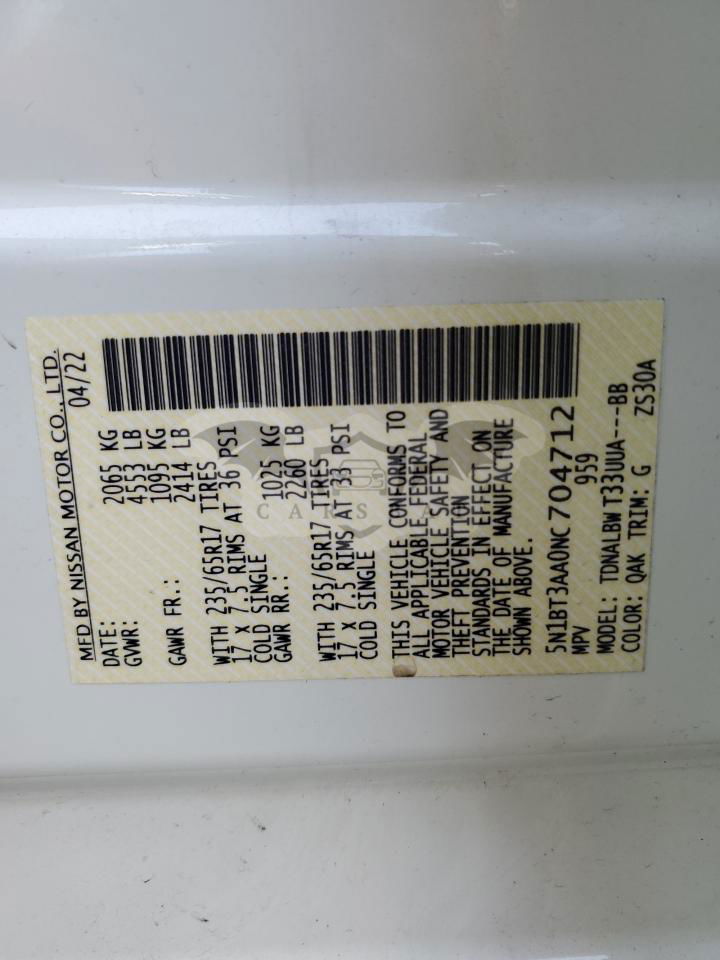 MFD BY NISSAN MOTOR CO., LTD.
DATE: 04/22
GVWR: 2065 KG
4553 LB
GAWR FR.: 1095 KG
2414 LB
WITH 235/65R17 TIRES
17 X 7.5 RIMS AT 36 PSI
COLD SINGLE
GAWR RR.: 1025 KG
2260 LB
WITH 235/65R17 TIRES
17 X 7.5 RIMS AT 33 PSI
COLD SINGLE
THIS VEHICLE CONFORMS TO
ALL APPLICABLE FEDERAL
MOTOR VEHICLE SAFETY AND
THEFT PREVENTION
STANDARDS IN EFFECT ON
THE DATE OF MANUFACTURE
SHOWN ABOVE.
5N1BT3AA0NC704712
MPV 959
MODEL: TDNALBW T33UUA---BB
COLOR: QAK TRIM: G ZS30A